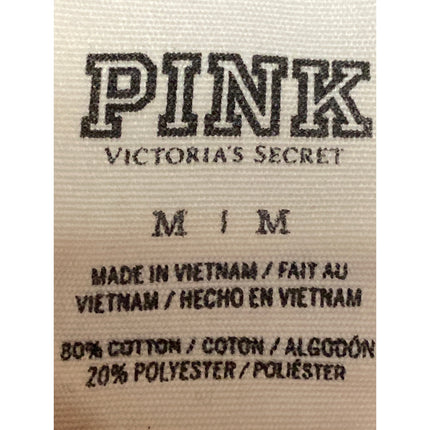 PINK
VICTORIA'S SECRET
M / M
MADE IN VIETNAM / FAIT AU
VIETNAM / HECHO EN VIETNAM
80% COTTON / COTON / ALGODÓN
20% POLYESTER / POLIÉSTER